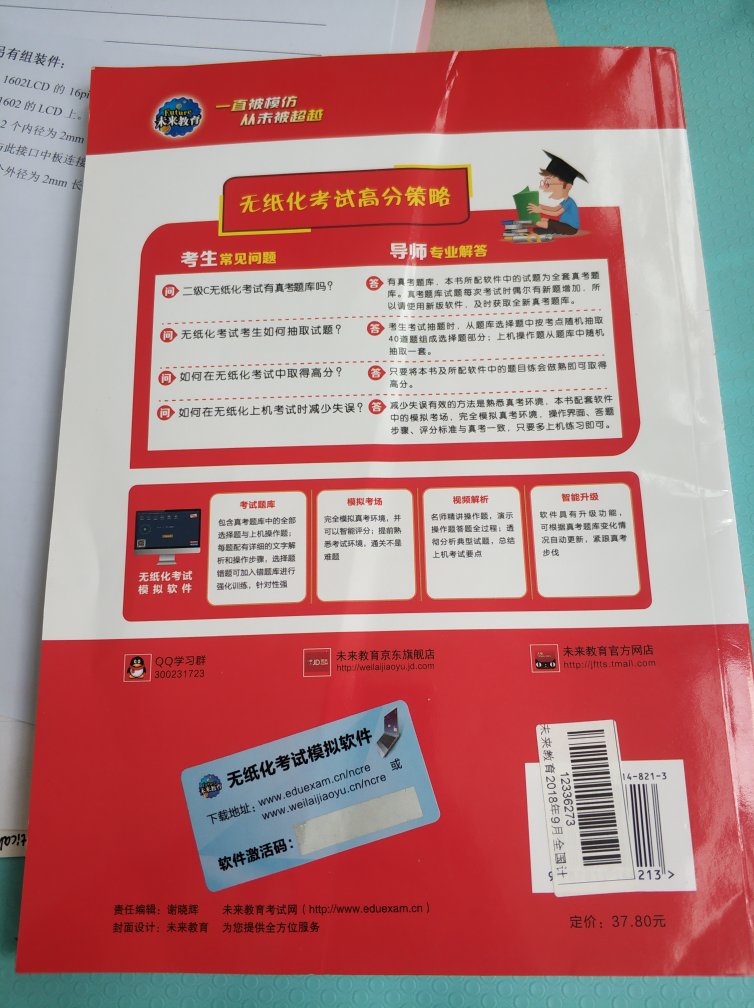 另有组装件：
1602LCD 的 16pi
1602 的 LCD 上。
2 个内径为 2mm
与此接口中板连接
个外径为 2mm 长
Future
未来教育
一直被模仿
从未被超越
无纸化考试高分策略
考生常见问题
导师专业解答
问 二级C无纸化考试有真考题库吗？
答 有真考题库，本书所配软件中的试题为全套真考题
库。真考题库试题每次考试时偶尔有新题增加，所
以请使用新版软件，及时获取全新真考题库。
问 无纸化考试考生如何抽取试题？
答 考生考试抽题时，从题库选择题中按考点随机抽取
40道题组成选择题部分；上机操作题从题库中随机
抽取一套。
问 如何在无纸化考试中取得高分？
答 只要将本书及所配软件中的题目练会做熟即可取得
高分。
问 如何在无纸化上机考试时减少失误？
答 减少失误有效的方法是熟悉真考环境，本书配套软件
中的模拟考场，完全模拟真考环境，操作界面、答题
步骤、评分标准与真考一致，只要多上机练习即可。
无纸化考试
模拟软件
考试题库
包含真考题库中的全部
选择题与上机操作题；
每题配有详细的文字解
析和操作步骤，选择题
错题可加入错题库进行
强化训练，针对性强
模拟考场
完全模拟真考环境，并
可以智能评分；提前熟
悉考试环境，通关不是
难题
视频解析
名师精讲操作题，演示
操作题答题全过程；透
彻分析典型试题，总结
上机考试要点
智能升级
软件具有升级功能，
可根据真考题库变化情
况自动更新，紧跟真考
步伐
QQ学习群
300231723
JD
未来教育京东旗舰店
http://weilaijiaoyu.jd.com
未来教育官方网店
http://jftts.tmall.com
未来教育
无纸化考试模拟软件
下载地址：www.eduexam.cn/ncre 或
www.weilaijiaoyu.cn/ncre
软件激活码：
14-821-3
12336273
未来教育2018年9月全国计
9
213>
定价：37.80元
责任编辑：谢晓辉 未来教育考试网（http://www.eduexam.cn）
封面设计：未来教育 为您提供全方位服务